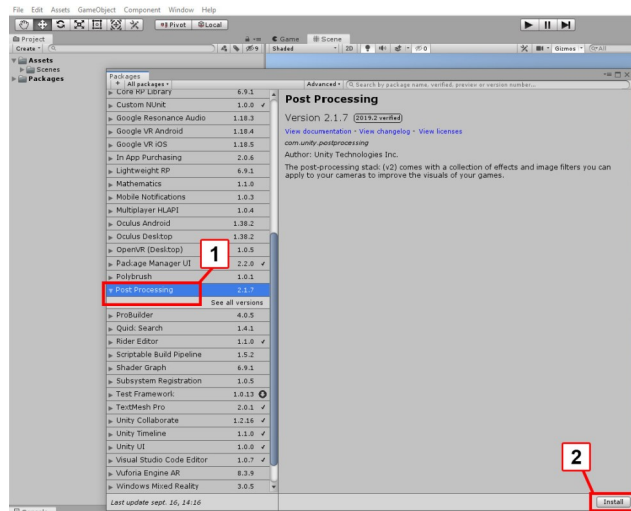 File Edit Assets GameObject Component Window Help
Pivot Local
Project
Create
Assets
Scenes
Packages
Game Scene
Shaded 2D 0 Gizmos All
Packages
+ All packages Advanced Search by package name, verified, preview or version number...
Core RP Library 6.9.1
Custom NUnit 1.0.0 ✓
Google Resonance Audio 1.18.3
Google VR Android 1.18.4
Google VR iOS 1.18.5
In App Purchasing 2.0.6
Lightweight RP 6.9.1
Mathematics 1.1.0
Mobile Notifications 1.0.3
Multiplayer HLAPI 1.0.4
Oculus Android 1.38.2
Oculus Desktop 1.38.2
OpenVR (Desktop) 1.0.5
Package Manager UI 2.2.0 ✓
Polybrush 1.0.1
Post Processing 2.1.7
See all versions
ProBuilder 4.0.5
Quick Search 1.4.1
Rider Editor 1.1.0 ✓
Scriptable Build Pipeline 1.5.2
Shader Graph 6.9.1
Subsystem Registration 1.0.5
Test Framework 1.0.13
TextMesh Pro 2.0.1 ✓
Unity Collaborate 1.2.16 ✓
Unity Timeline 1.1.0 ✓
Unity UI 1.0.0 ✓
Visual Studio Code Editor 1.0.7 ✓
Vuforia Engine AR 8.3.9
Windows Mixed Reality 3.0.5
Last update sept. 16, 14:16
1
Post Processing
Version 2.1.7 2019.2 verified
View documentation - View changelog - View licenses
com.unity.postprocessing
Author: Unity Technologies Inc.
The post-processing stack (v2) comes with a collection of effects and image filters you can
apply to your cameras to improve the visuals of your games.
2
Install